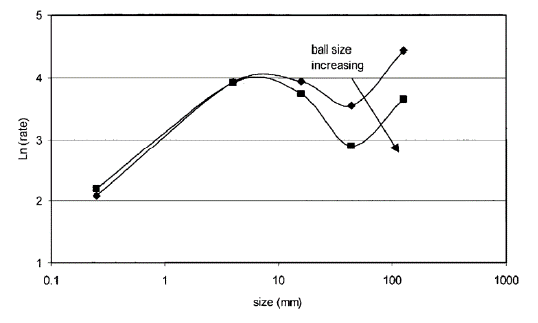 5
4
3
2
1
Ln (rate)
ball size
increasing
0.1 1 10 100 1000
size (mm)